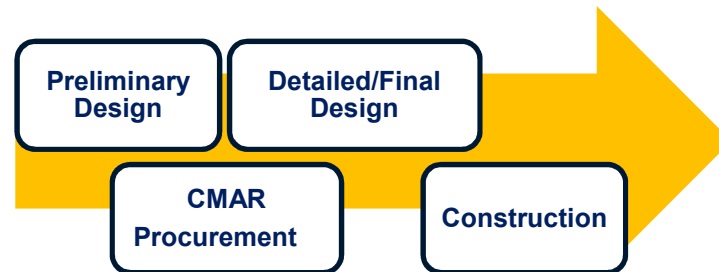 Preliminary
Design
Detailed/Final
Design
CMAR
Procurement
Construction